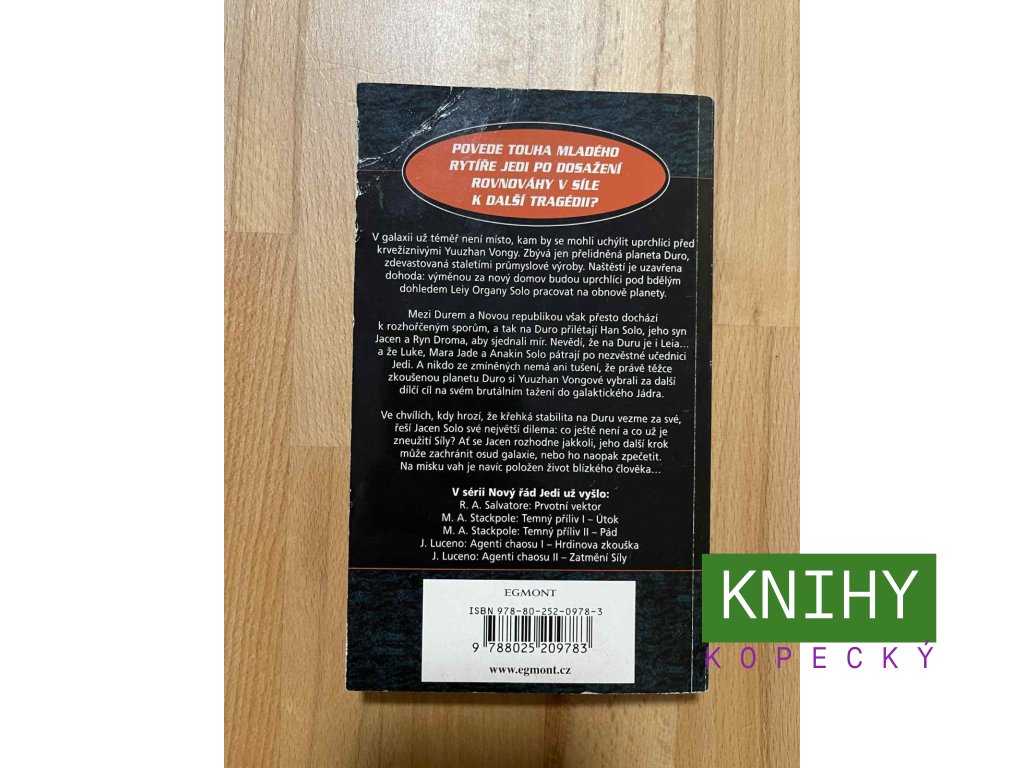 POVEDE TOUHA MLADÉHO
RYTÍŘE JEDI PO DOSAŽENÍ
ROVNOVÁHY V SÍLE
K DALŠÍ TRAGÉDII?
V galaxii už téměř není místo, kam by se mohli uchýlit uprchlíci před
krvežíznivými Yuuzhan Vongy. Zbývá jen přelidněná planeta Duro,
zdevastovaná staletími průmyslové výroby. Naštěstí je uzavřena
dohoda: výměnou za nový domov budou uprchlíci pod bdělým
dohledem Leiy Organy Solo pracovat na obnově planety.
Mezi Durem a Novou republikou však přesto dochází
k rozhořčeným sporům, a tak na Duro přilétají Han Solo, jeho syn
Jacen a Ryn Droma, aby sjednali mír. Nevědí, že na Duru je i Leia...
a že Luke, Mara Jade a Anakin Solo pátrají po nezvěstné učednici
Jedi. A nikdo ze zmíněných nemá ani tušení, že právě těžce
zkoušenou planetu Duro si Yuuzhan Vongové vybrali za další
dílčí cíl na svém brutálním tažení do galaktického Jádra.
Ve chvílích, kdy hrozí, že křehká stabilita na Duru vezme za své,
řeší Jacen Solo své největší dilema: co ještě není a co už je
zneužití Síly? Ať se Jacen rozhodne jakkoli, jeho další krok
může zachránit osud galaxie, nebo ho naopak zpečetit.
Na misku vah je navíc položen život blízkého člověka...
V sérii Nový řád Jedi už vyšlo:
R. A. Salvatore: Prvotní vektor
M. A. Stackpole: Temný příliv I – Útok
M. A. Stackpole: Temný příliv II – Pád
J. Luceno: Agenti chaosu I – Hrdinova zkouška
J. Luceno: Agenti chaosu II – Zatmění Síly
EGMONT
ISBN 978-80-252-0978-3
9 788025 209783
www.egmont.cz
KNIHY
KOPECKÝ